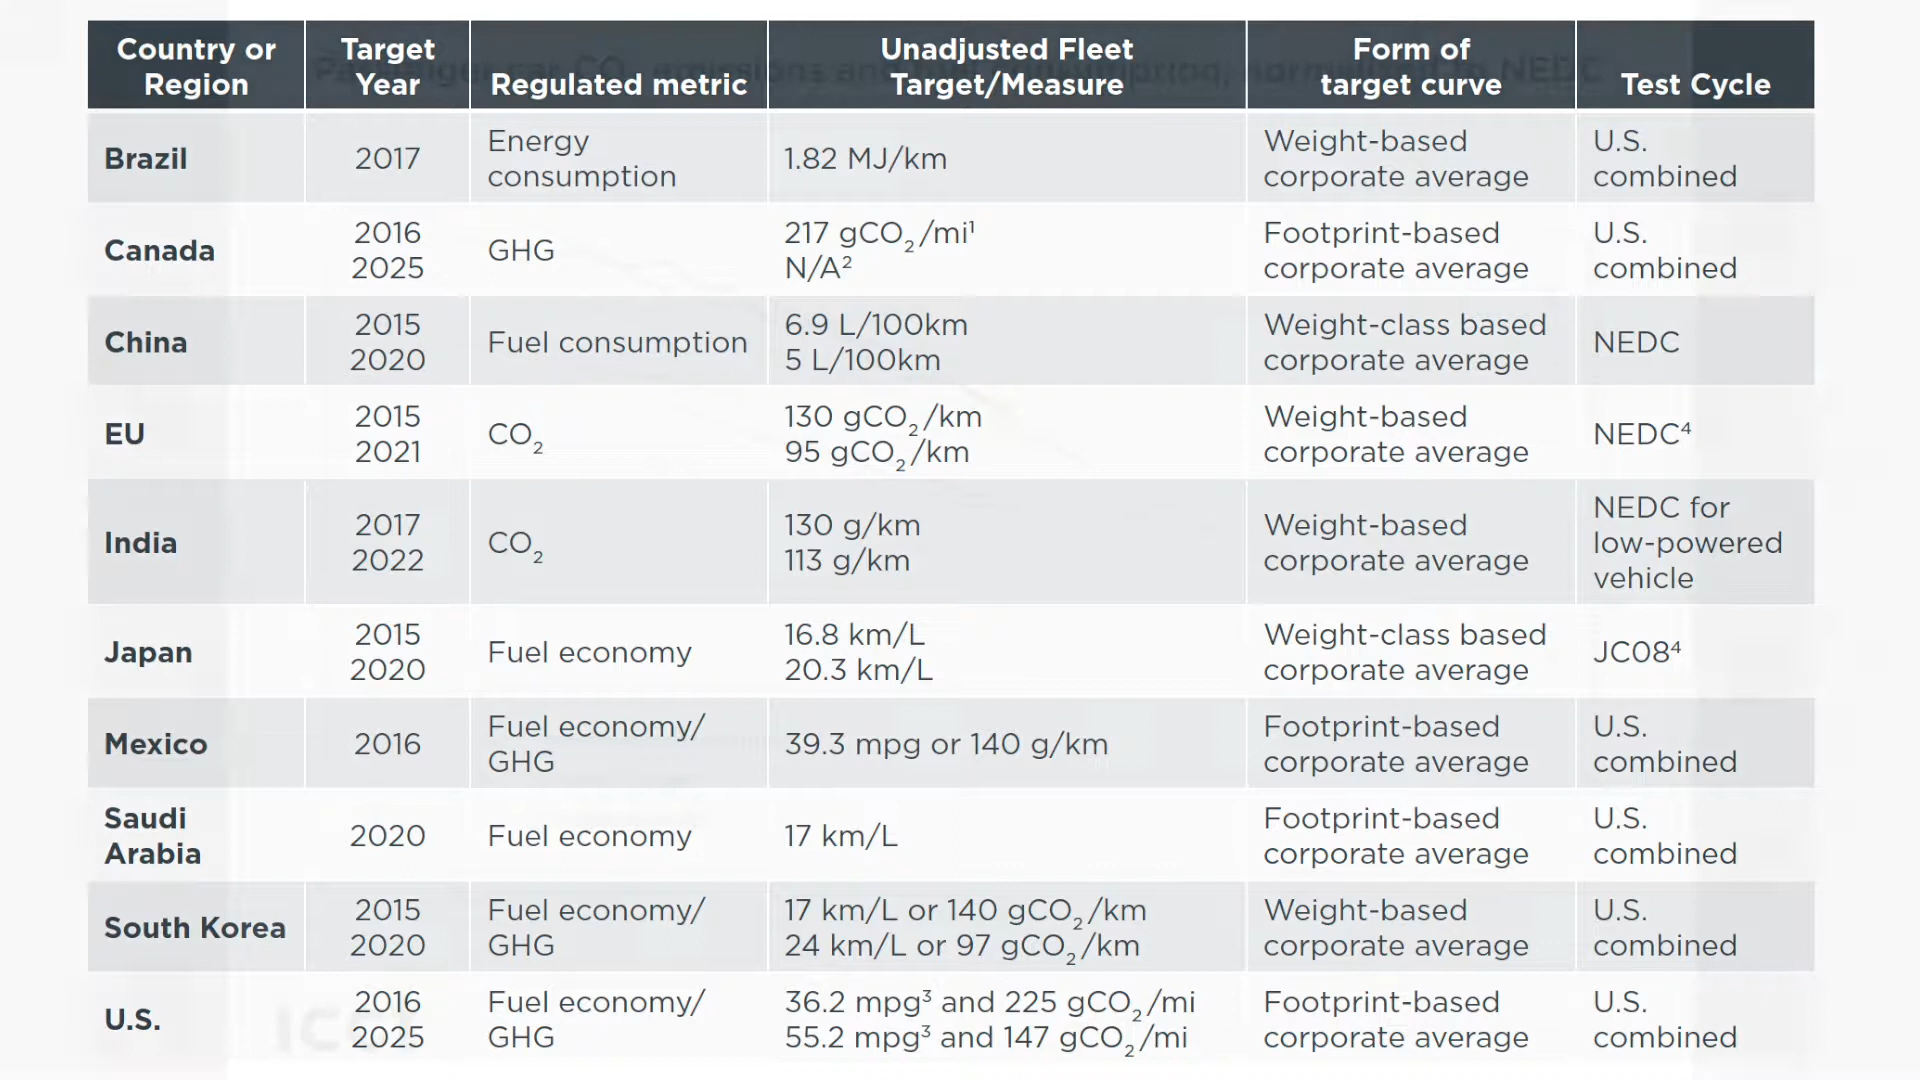 Country or Region
Target Year
Regulated metric
Unadjusted Fleet Target/Measure
Form of target curve
Test Cycle
Brazil
2017
Energy consumption
1.82 MJ/km
Weight-based corporate average
U.S. combined
Canada
2016
2025
GHG
217 gCO₂/mi¹
N/A²
Footprint-based corporate average
U.S. combined
China
2015
2020
Fuel consumption
6.9 L/100km
5 L/100km
Weight-class based corporate average
NEDC
EU
2015
2021
CO₂
130 gCO₂/km
95 gCO₂/km
Weight-based corporate average
NEDC⁴
India
2017
2022
CO₂
130 g/km
113 g/km
Weight-based corporate average
NEDC for low-powered vehicle
Japan
2015
2020
Fuel economy
16.8 km/L
20.3 km/L
Weight-class based corporate average
JC08⁴
Mexico
2016
Fuel economy/ GHG
39.3 mpg or 140 g/km
Footprint-based corporate average
U.S. combined
Saudi Arabia
2020
Fuel economy
17 km/L
Footprint-based corporate average
U.S. combined
South Korea
2015
2020
Fuel economy/ GHG
17 km/L or 140 gCO₂/km
24 km/L or 97 gCO₂/km
Weight-based corporate average
U.S. combined
U.S.
2016
2025
Fuel economy/ GHG
36.2 mpg³ and 225 gCO₂/mi
55.2 mpg³ and 147 gCO₂/mi
Footprint-based corporate average
U.S. combined